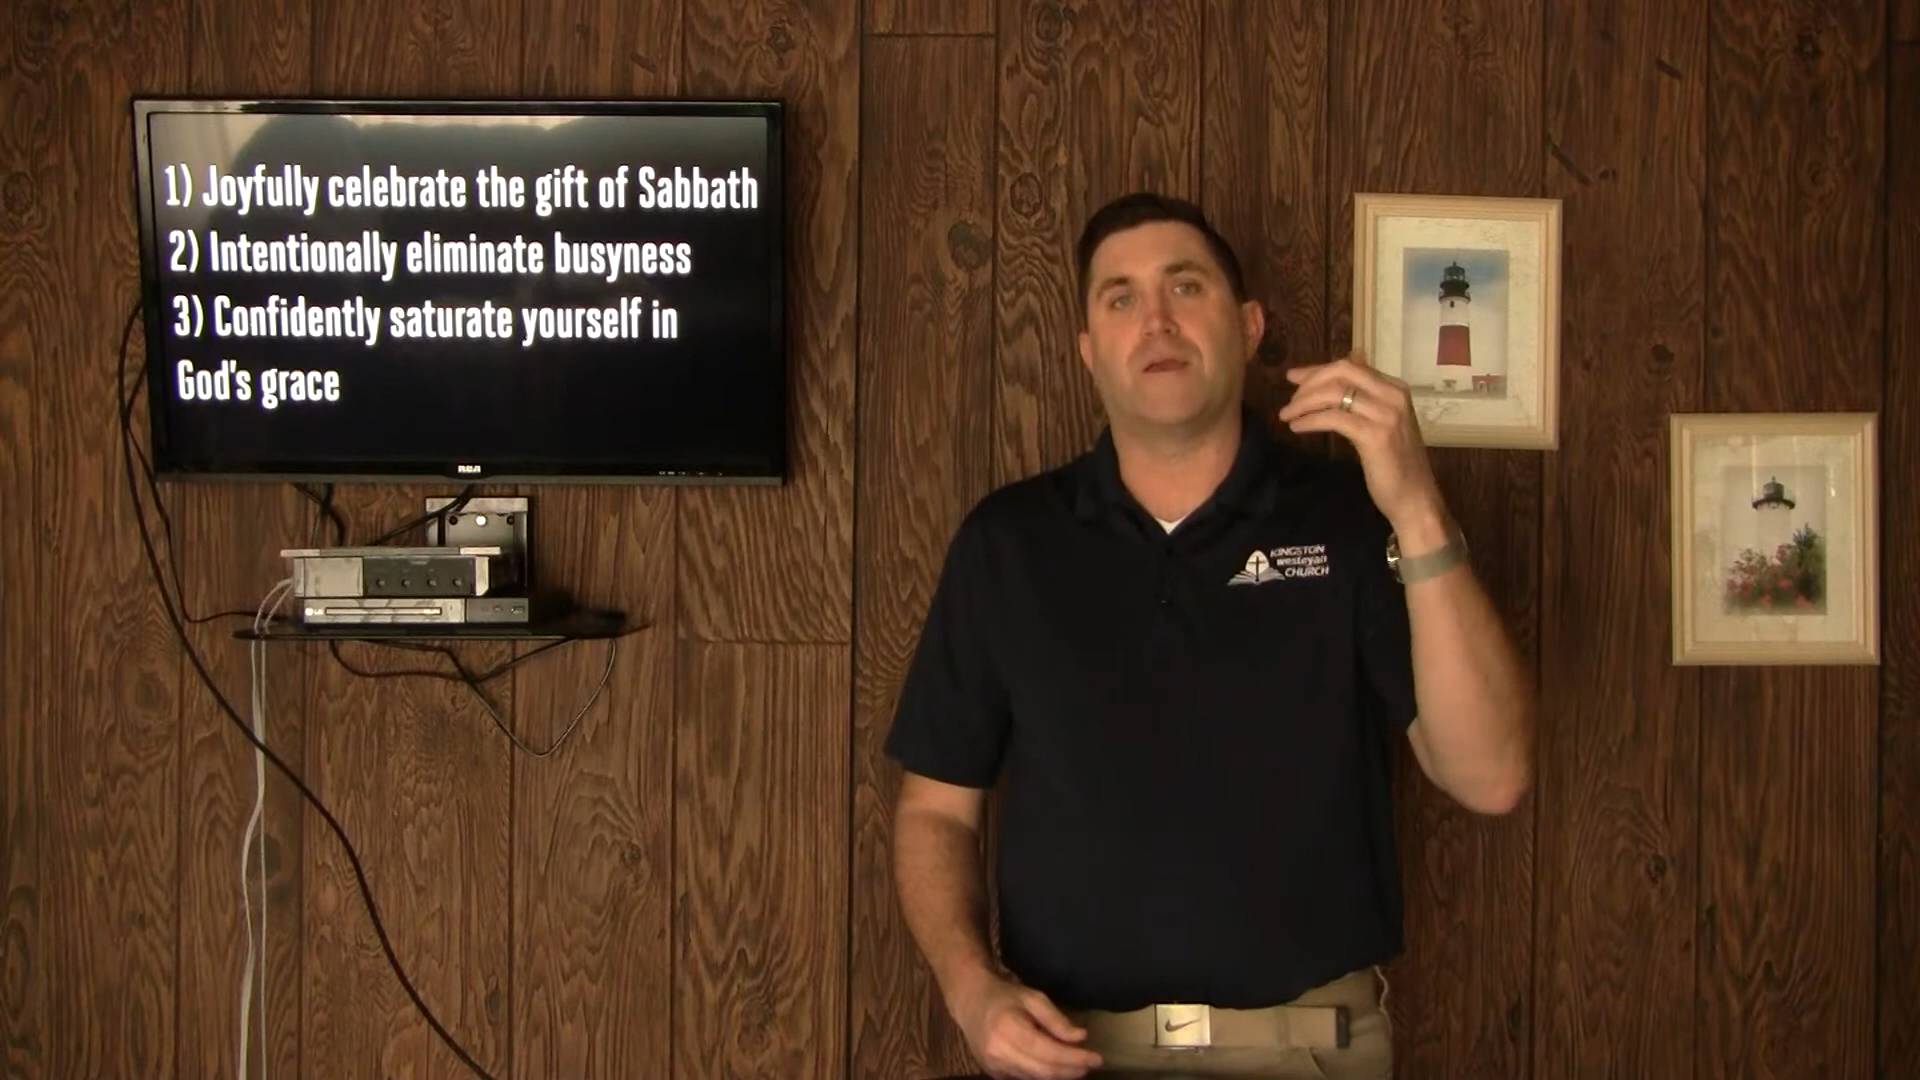 1) Joyfully celebrate the gift of Sabbath
2) Intentionally eliminate busyness
3) Confidently saturate yourself in
God's grace
RCA
LG
KINGSTON
wesleyan
CHURCH